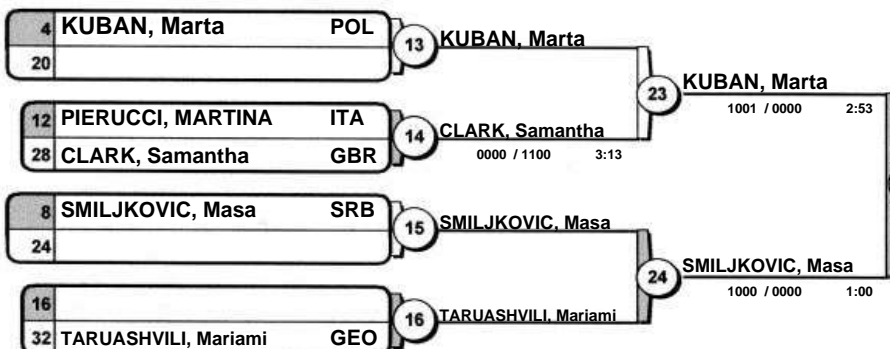 4 KUBAN, Marta POL
20
13 KUBAN, Marta
12 PIERUCCI, MARTINA ITA
28 CLARK, Samantha GBR
14 CLARK, Samantha
0000 / 1100 3:13
23 KUBAN, Marta
1001 / 0000 2:53
8 SMILJKOVIC, Masa SRB
24
15 SMILJKOVIC, Masa
16
32 TARUASHVILI, Mariami GEO
16 TARUASHVILI, Mariami
24 SMILJKOVIC, Masa
1000 / 0000 1:00